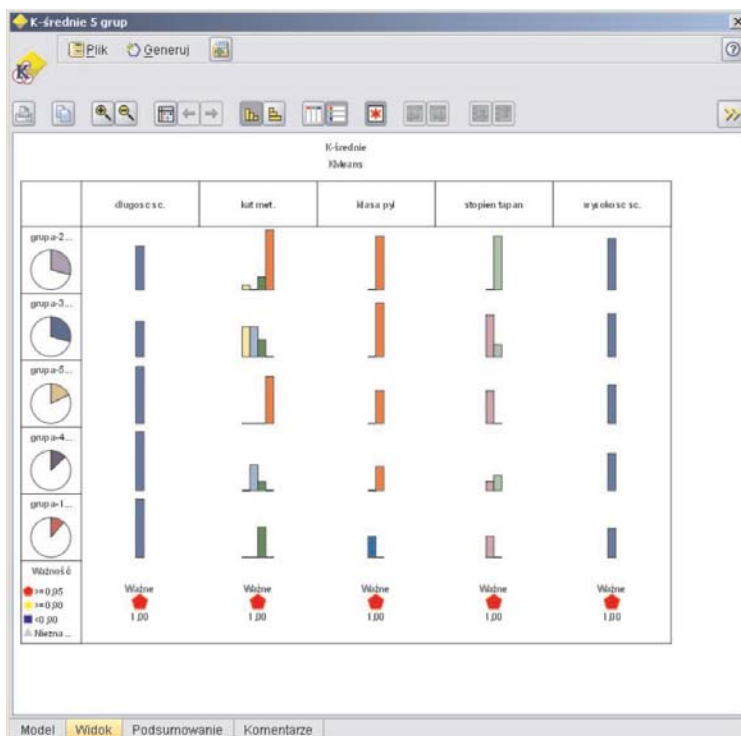 K-średnie 5 grup
Plik Generuj
K-średnie
KMeans
dlugosc sc. kat met. klasa pyl stopien tapan wysokosc sc.
grupa-2...
grupa-3...
grupa-5...
grupa-4...
grupa-1...
Ważność
>=0,95
>=0,90
<0,90
Niezna ...
Ważne Ważne Ważne Ważne Ważne
1,00 1,00 1,00 1,00 1,00
Model Widok Podsumowanie Komentarze